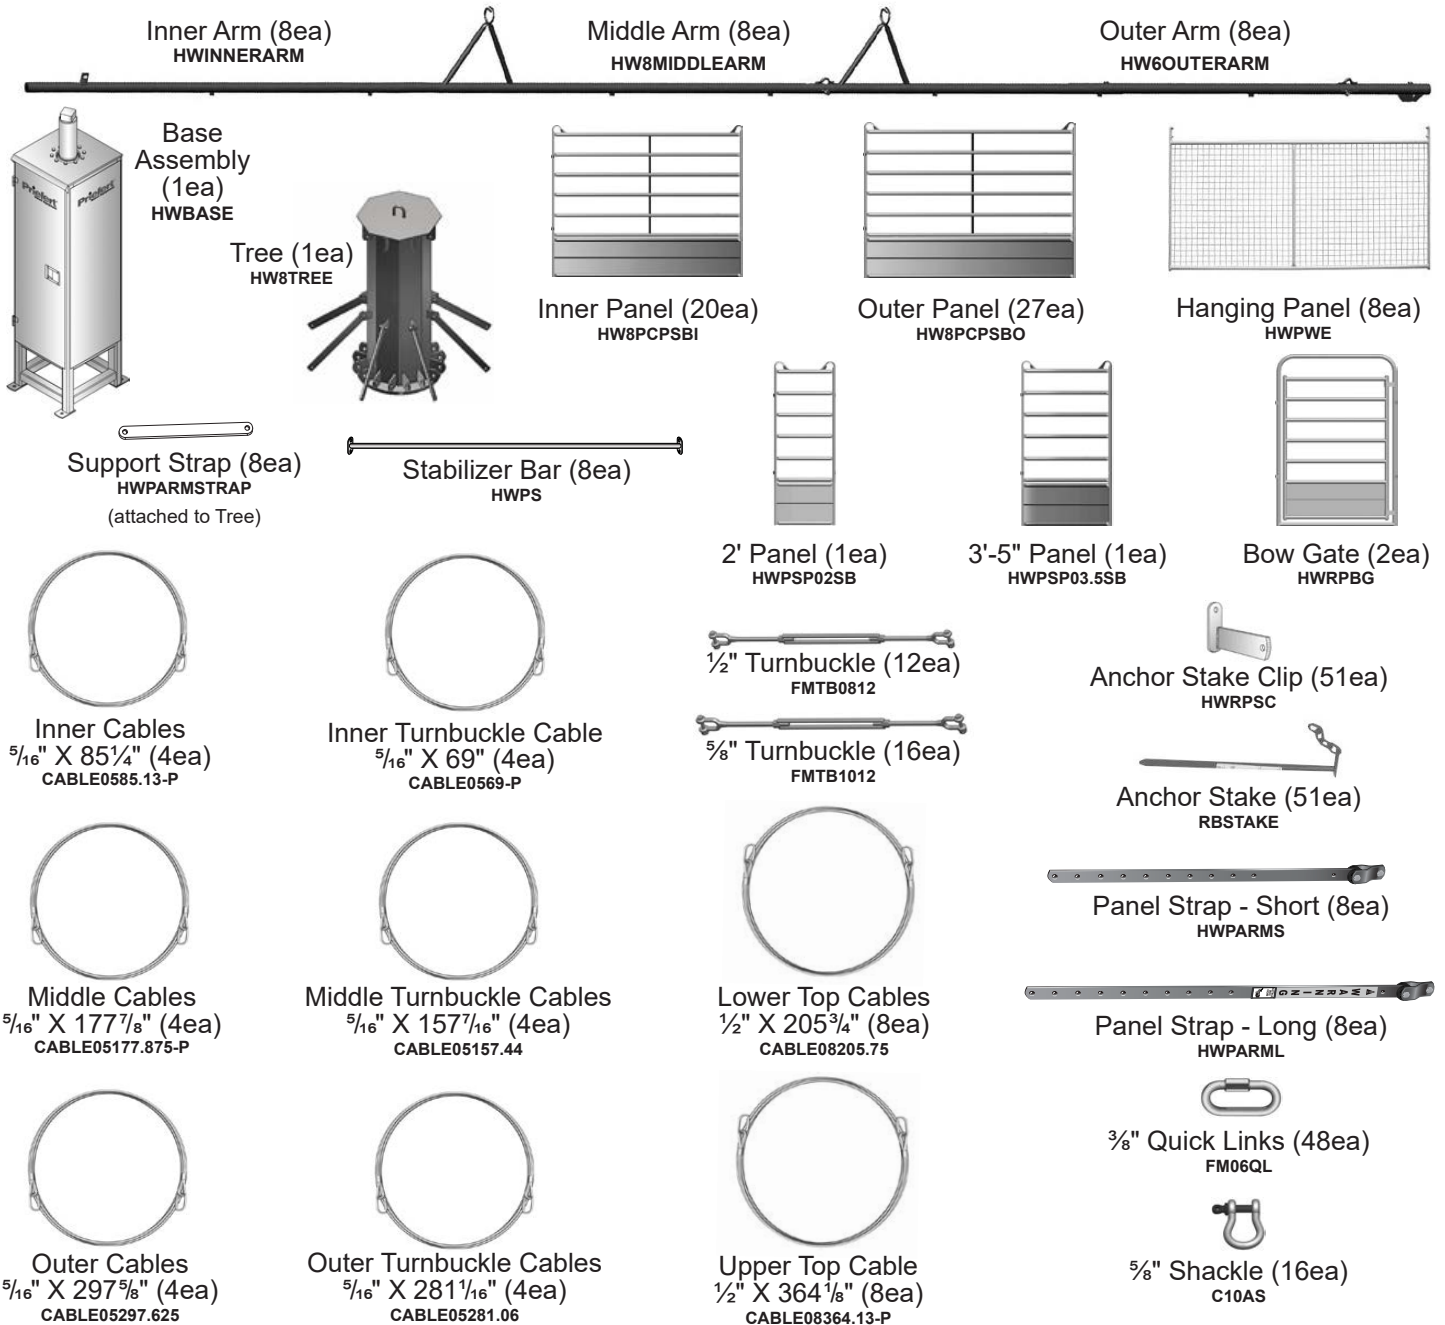 Inner Arm (8ea)
HWINNERARM
Middle Arm (8ea)
HW8MIDDLEARM
Outer Arm (8ea)
HW6OUTERARM
Base
Assembly
(1ea)
HWBASE
Priefert
Priefert
Tree (1ea)
HW8TREE
Inner Panel (20ea)
HW8PCPSBI
Outer Panel (27ea)
HW8PCPSBO
Hanging Panel (8ea)
HWPWE
Support Strap (8ea)
HWPARMSTRAP
(attached to Tree)
Stabilizer Bar (8ea)
HWPS
2' Panel (1ea)
HWPSP02SB
3'-5" Panel (1ea)
HWPSP03.5SB
Bow Gate (2ea)
HWRPBG
Inner Cables
5/16" X 85¼" (4ea)
CABLE0585.13-P
Inner Turnbuckle Cable
5/16" X 69" (4ea)
CABLE0569-P
½" Turnbuckle (12ea)
FMTB0812
⅝" Turnbuckle (16ea)
FMTB1012
Anchor Stake Clip (51ea)
HWRPSC
Anchor Stake (51ea)
RBSTAKE
Middle Cables
5/16" X 177⅞" (4ea)
CABLE05177.875-P
Middle Turnbuckle Cables
5/16" X 157 7/16" (4ea)
CABLE05157.44
Lower Top Cables
½" X 205¾" (8ea)
CABLE08205.75
Panel Strap - Short (8ea)
HWPARMS
WARNING
Panel Strap - Long (8ea)
HWPARML
⅜" Quick Links (48ea)
FM06QL
Outer Cables
5/16" X 297⅝" (4ea)
CABLE05297.625
Outer Turnbuckle Cables
5/16" X 281 1/16" (4ea)
CABLE05281.06
Upper Top Cable
½" X 364⅛" (8ea)
CABLE08364.13-P
⅝" Shackle (16ea)
C10AS